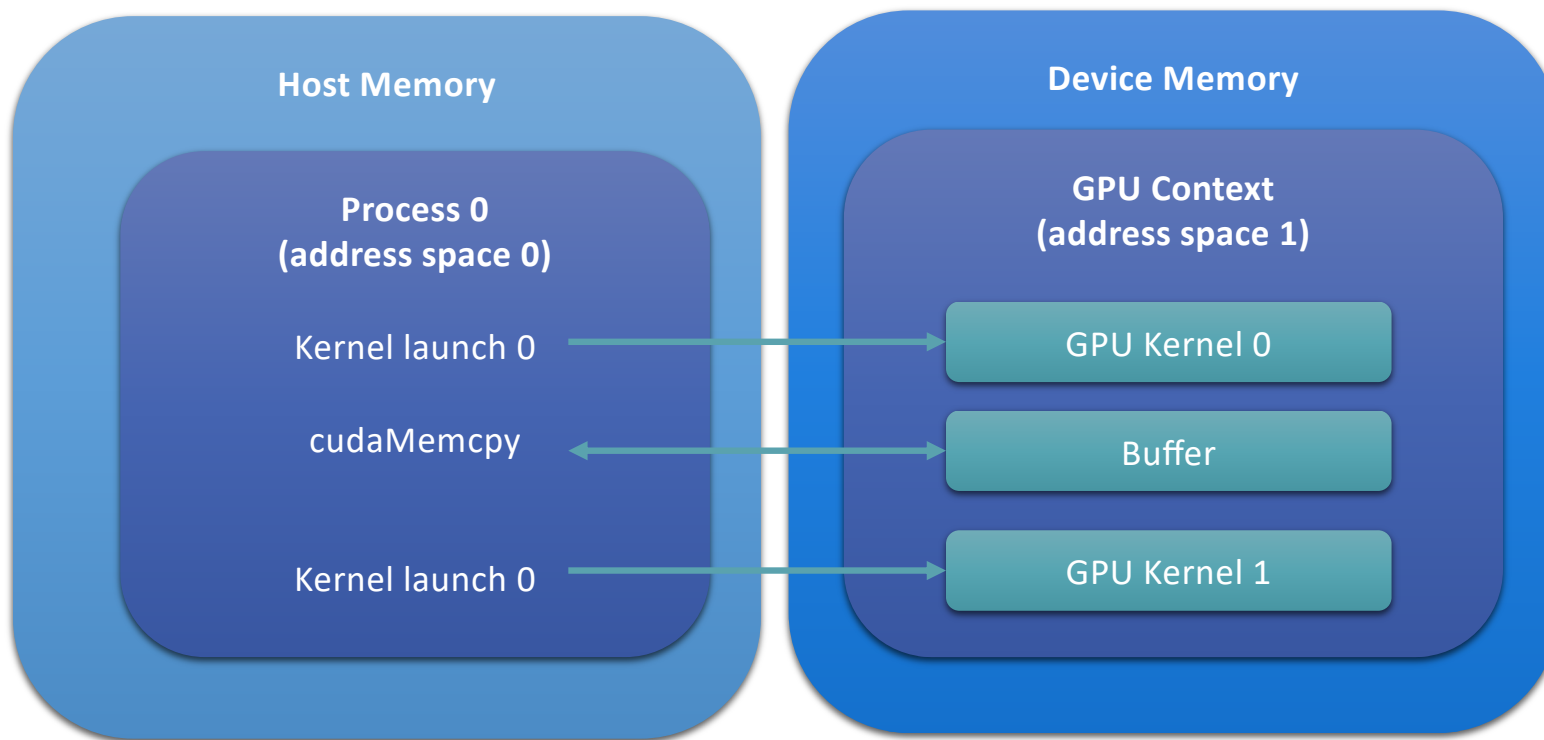 Host Memory
Process 0
(address space 0)
Kernel launch 0
cudaMemcpy
Kernel launch 0
Device Memory
GPU Context
(address space 1)
GPU Kernel 0
Buffer
GPU Kernel 1